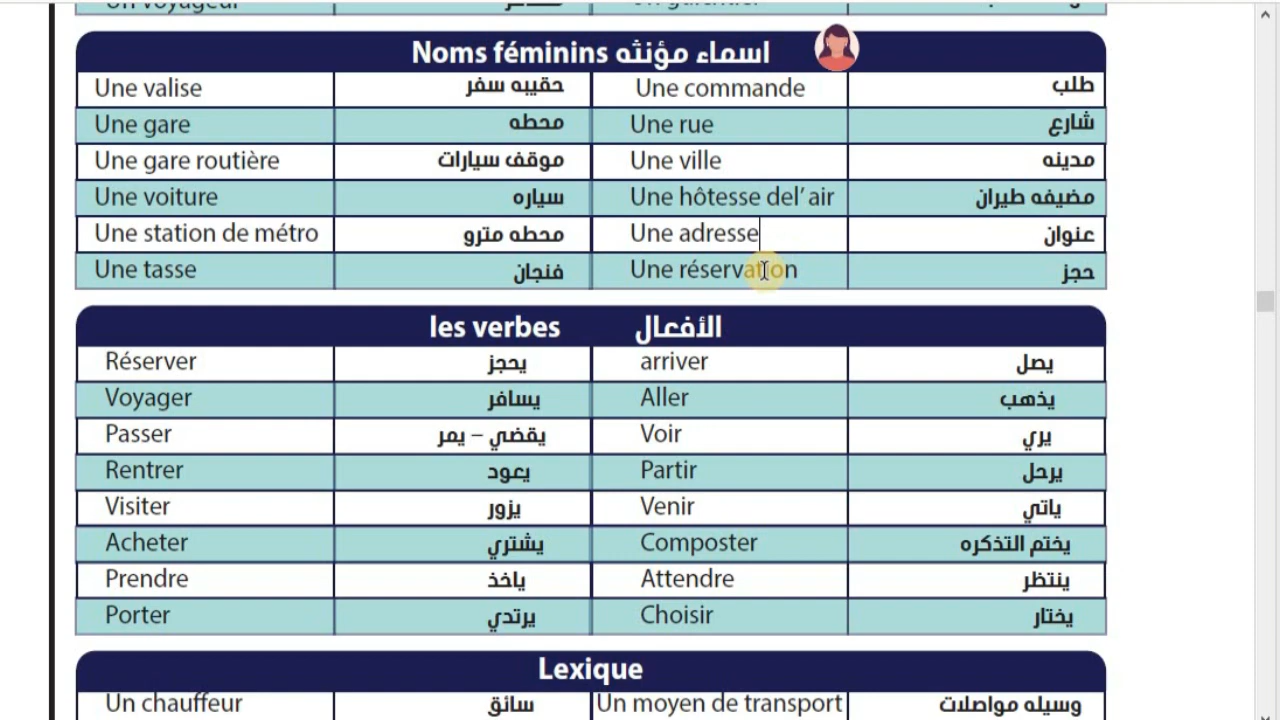 Un voyageur
Noms féminins اسماء مؤنثه
Une valise حقيبه سفر Une commande طلب
Une gare محطه Une rue شارع
Une gare routière موقف سيارات Une ville مدينه
Une voiture سياره Une hôtesse del’ air مضيفه طيران
Une station de métro محطه مترو Une adresse عنوان
Une tasse فنجان Une réservation حجز
les verbes الأفعال
Réserver يحجز arriver يصل
Voyager يسافر Aller يذهب
Passer يقضي – يمر Voir يري
Rentrer يعود Partir يرحل
Visiter يزور Venir ياتي
Acheter يشتري Composter يختم التذكره
Prendre ياخذ Attendre ينتظر
Porter يرتدي Choisir يختار
Lexique
Un chauffeur سائق Un moyen de transport وسيله مواصلات